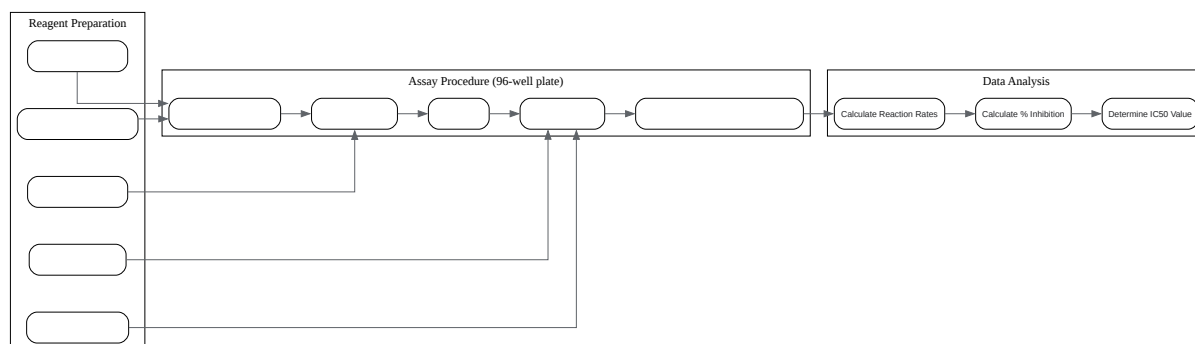 Reagent Preparation
Assay Procedure (96-well plate)
Data Analysis
Calculate Reaction Rates
Calculate % Inhibition
Determine IC50 Value